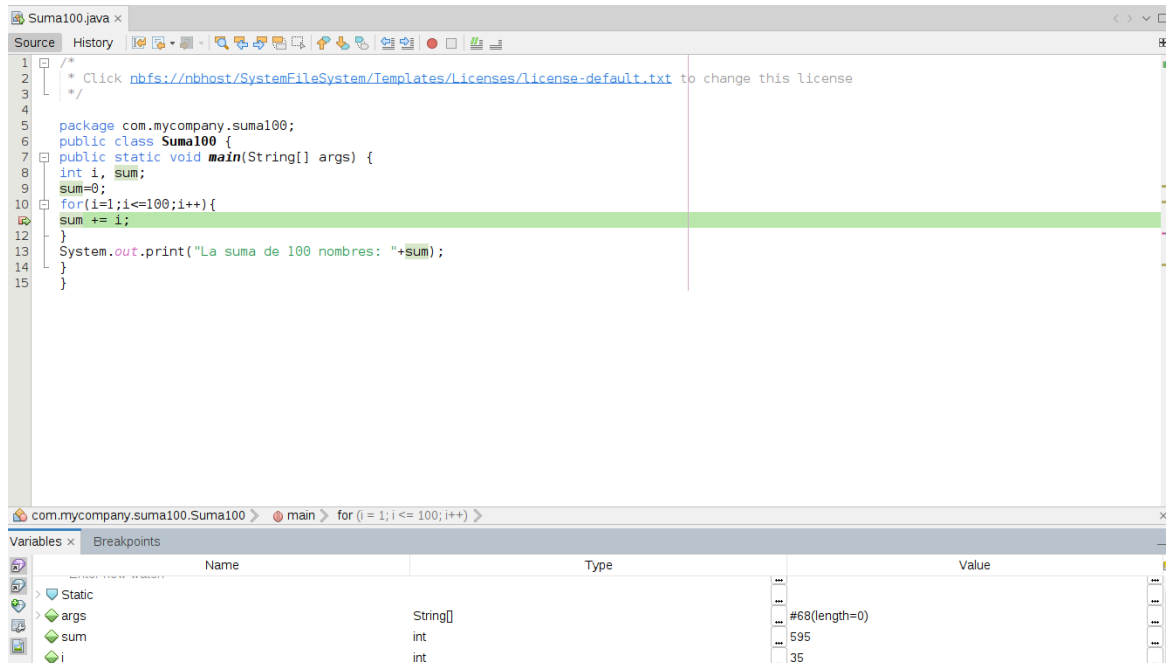 Suma100.java ×
Source History
1 /*
2 * Click nbfs://nbhost/SystemFileSystem/Templates/Licenses/license-default.txt to change this license
3 */
4
5 package com.mycompany.suma100;
6 public class Suma100 {
7 public static void main(String[] args) {
8 int i, sum;
9 sum=0;
10 for(i=1;i<=100;i++){
sum += i;
12 }
13 System.out.print("La suma de 100 nombres: "+sum);
14 }
15 }
com.mycompany.suma100.Suma100 main for (i = 1; i <= 100; i++)
Variables × Breakpoints
Name Type Value
Static
args String[] #68(length=0)
sum int 595
i int 35